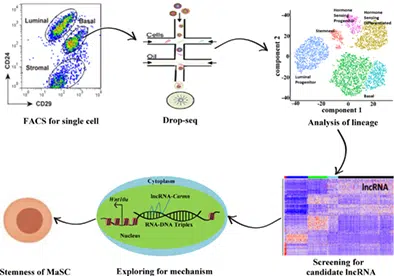 Luminal
Basal
Stromal
CD24
CD29
FACS for single cell
Cells
Oil
Drop-seq
Stemness
Hormone
Sensing
Progenitor
Hormone
Sensing
Differentiated
Luminal
Progenitor
Basal
component 2
component 1
Analysis of lineage
lncRNA
Screening for
candidate lncRNA
Cytoplasm
lncRNA-Carmn
Wnt10a
RNA-DNA Triplex
Nucleus
Exploring for mechanism
Stemness of MaSC